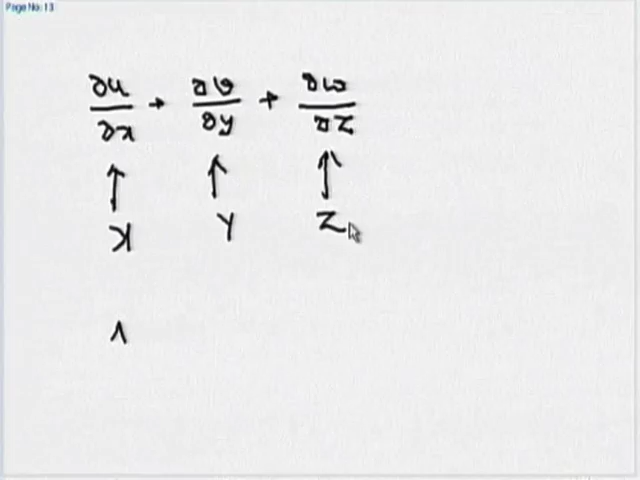 Page No: 13
∂u/∂x + ∂v/∂y + ∂w/∂z
↑ ↑ ↑
x y z